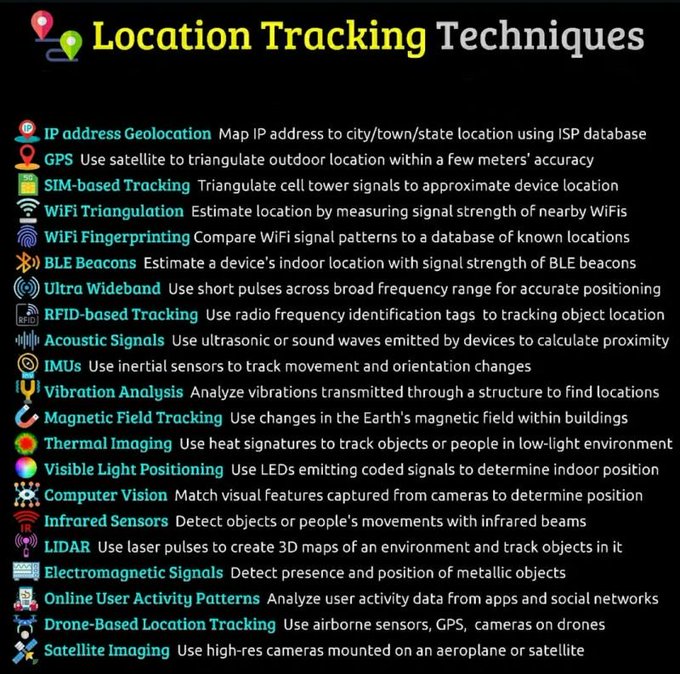 Location Tracking Techniques
IP
IP address Geolocation Map IP address to city/town/state location using ISP database
GPS Use satellite to triangulate outdoor location within a few meters' accuracy
5G
SIM-based Tracking Triangulate cell tower signals to approximate device location
WiFi Triangulation Estimate location by measuring signal strength of nearby WiFis
WiFi Fingerprinting Compare WiFi signal patterns to a database of known locations
BLE Beacons Estimate a device's indoor location with signal strength of BLE beacons
Ultra Wideband Use short pulses across broad frequency range for accurate positioning
RFID
RFID-based Tracking Use radio frequency identification tags to tracking object location
Acoustic Signals Use ultrasonic or sound waves emitted by devices to calculate proximity
IMUs Use inertial sensors to track movement and orientation changes
Vibration Analysis Analyze vibrations transmitted through a structure to find locations
Magnetic Field Tracking Use changes in the Earth's magnetic field within buildings
Thermal Imaging Use heat signatures to track objects or people in low-light environment
Visible Light Positioning Use LEDs emitting coded signals to determine indoor position
Computer Vision Match visual features captured from cameras to determine position
IR
Infrared Sensors Detect objects or people's movements with infrared beams
LIDAR Use laser pulses to create 3D maps of an environment and track objects in it
Electromagnetic Signals Detect presence and position of metallic objects
Online User Activity Patterns Analyze user activity data from apps and social networks
Drone-Based Location Tracking Use airborne sensors, GPS, cameras on drones
Satellite Imaging Use high-res cameras mounted on an aeroplane or satellite